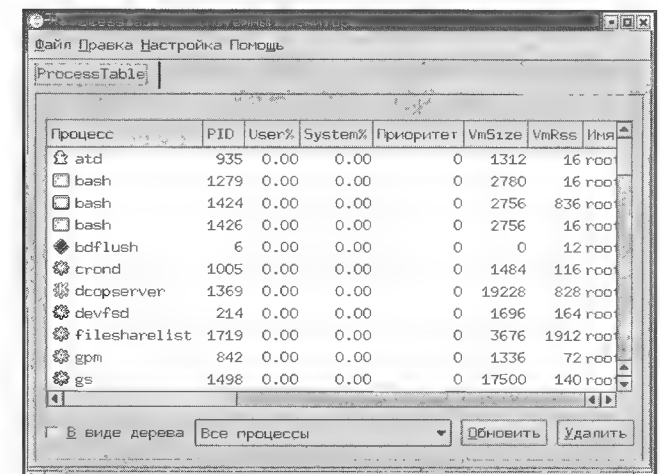 Файл Правка Настройка Помощь
ProcessTable
Процесс PID User% System% Приоритет VmSize VmRss Имя
atd 935 0.00 0.00 0 1312 16 root
bash 1279 0.00 0.00 0 2780 16 root
bash 1424 0.00 0.00 0 2756 836 root
bash 1426 0.00 0.00 0 2756 16 root
bdflush 6 0.00 0.00 0 0 12 root
crond 1005 0.00 0.00 0 1484 116 root
dcopserver 1369 0.00 0.00 0 19228 828 root
devfsd 214 0.00 0.00 0 1696 164 root
filesharelist 1719 0.00 0.00 0 3676 1912 root
gpm 842 0.00 0.00 0 1336 72 root
gs 1498 0.00 0.00 0 17500 140 root
В виде дерева Все процессы Обновить Удалить